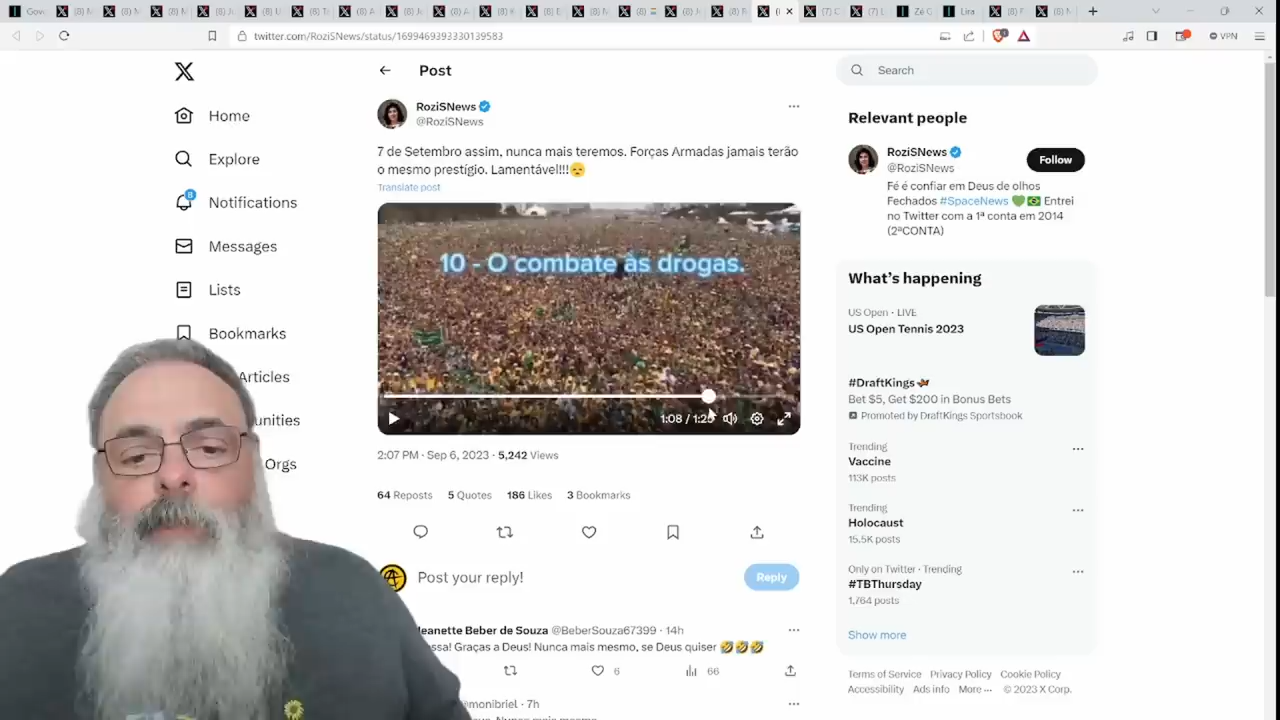 twitter.com/RoziSNews/status/1699469393330139583
VPN
Post
Search
Home
Explore
8
Notifications
Messages
Lists
Bookmarks
Articles
Orgs
RoziSNews
@RoziSNews
7 de Setembro assim, nunca mais teremos. Forças Armadas jamais terão
o mesmo prestígio. Lamentável!!!
Translate post
10 - O combate às drogas.
2:07 PM · Sep 6, 2023 · 5,242 Views
64 Reposts 5 Quotes 186 Likes 3 Bookmarks
Post your reply!
Reply
Jeanette Beber de Souza @BeberSouza67399 · 14h
Graças a Deus! Nunca mais mesmo, se Deus quiser
6
66
@monibriel · 7h
Relevant people
RoziSNews
@RoziSNews
Follow
Fé é confiar em Deus de olhos
Fechados #SpaceNews Entrei
no Twitter com a 1ª conta em 2014
(2ªCONTA)
What's happening
US Open · LIVE
US Open Tennis 2023
#DraftKings
Bet $5, Get $200 in Bonus Bets
Promoted by DraftKings Sportsbook
Trending
Vaccine
113K posts
Trending
Holocaust
15.5K posts
Only on Twitter · Trending
#TBThursday
1,764 posts
Show more
Terms of Service Privacy Policy Cookie Policy
Accessibility Ads info More ··· © 2023 X Corp.